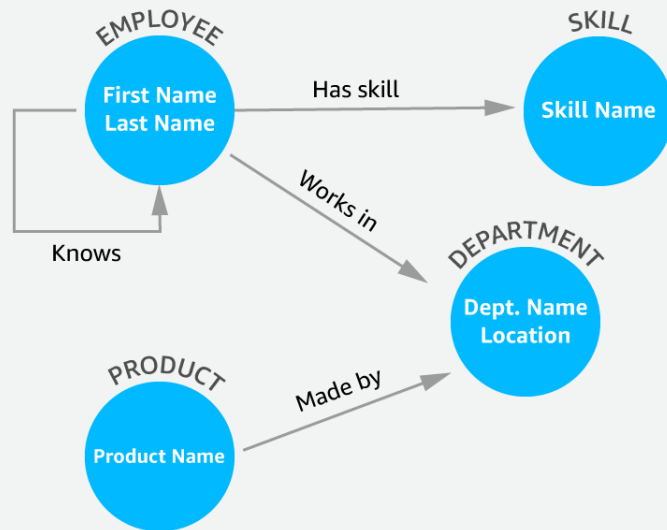 EMPLOYEE
First Name
Last Name
Has skill
SKILL
Skill Name
Knows
Works in
DEPARTMENT
Dept. Name
Location
PRODUCT
Product Name
Made by